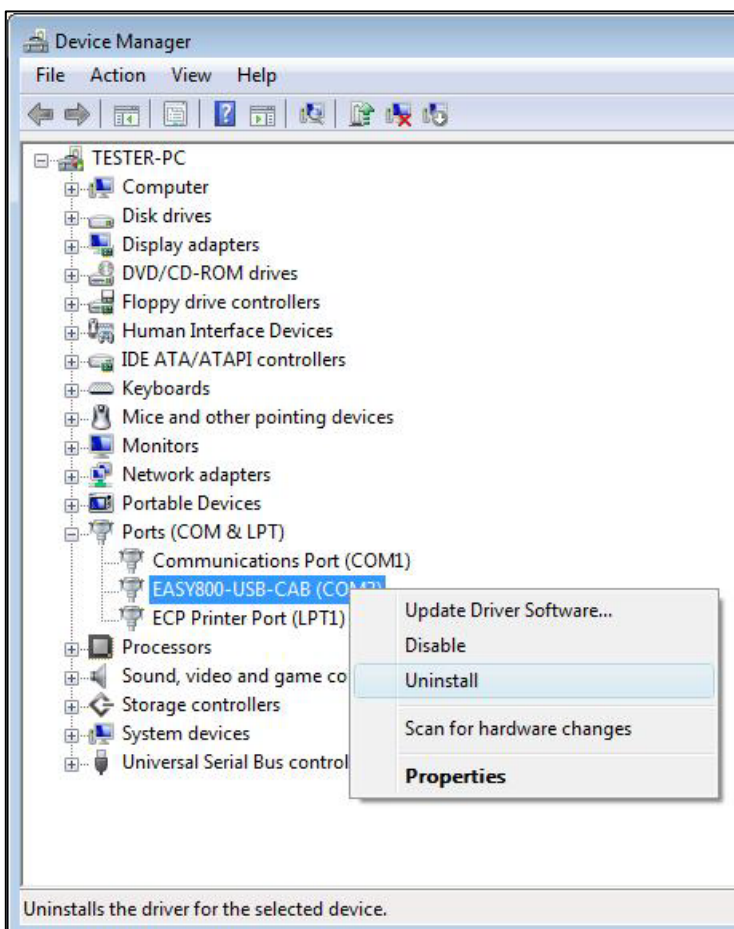 Device Manager
File Action View Help
TESTER-PC
Computer
Disk drives
Display adapters
DVD/CD-ROM drives
Floppy drive controllers
Human Interface Devices
IDE ATA/ATAPI controllers
Keyboards
Mice and other pointing devices
Monitors
Network adapters
Portable Devices
Ports (COM & LPT)
Communications Port (COM1)
EASY800-USB-CAB
ECP Printer Port (LPT1)
Processors
Sound, video and game co
Storage controllers
System devices
Universal Serial Bus control
Update Driver Software...
Disable
Uninstall
Scan for hardware changes
Properties
Uninstalls the driver for the selected device.